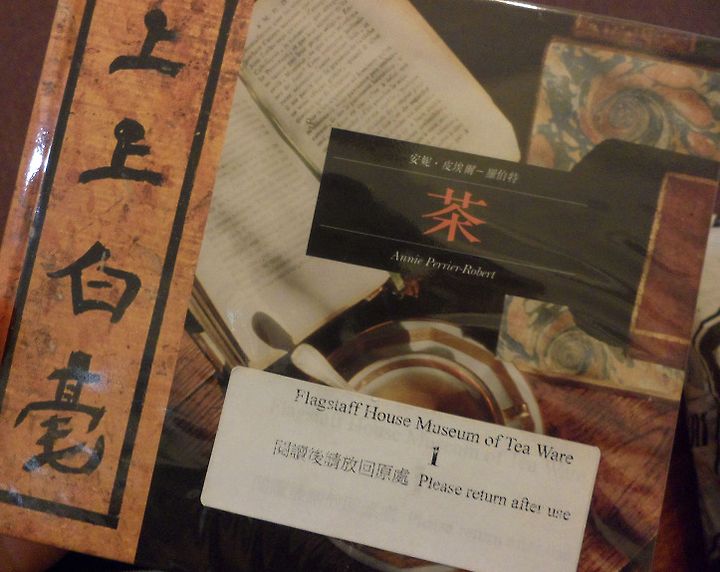 上上白毫
安妮・皮埃爾－羅伯特
茶
Annie Perrier-Robert
Flagstaff House Museum of Tea Ware
1
閱讀後請放回原處 Please return after use